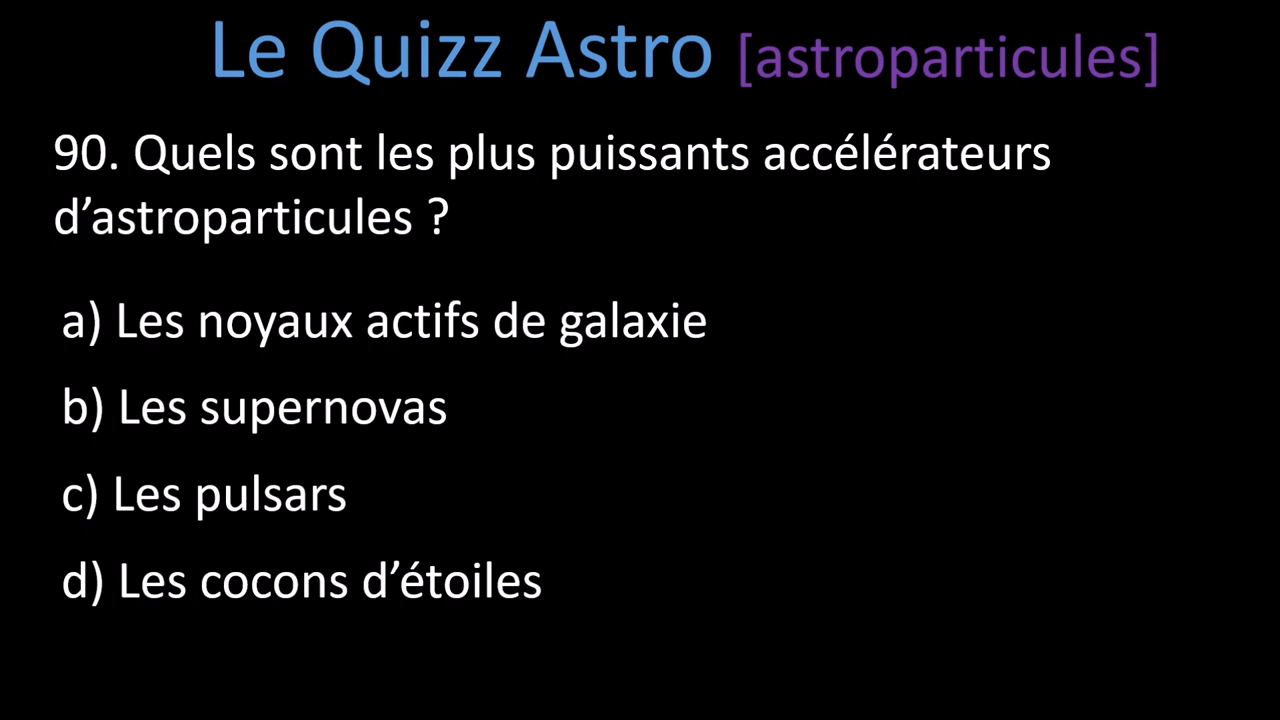 Le Quizz Astro [astroparticules]
90. Quels sont les plus puissants accélérateurs
d’astroparticules ?
a) Les noyaux actifs de galaxie
b) Les supernovas
c) Les pulsars
d) Les cocons d’étoiles